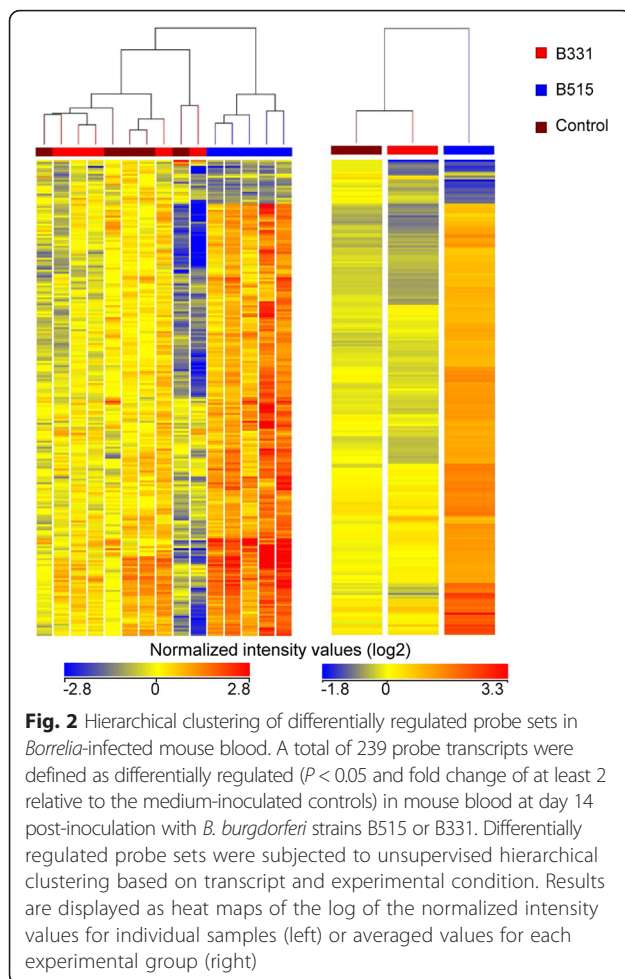 B331
B515
Control
Normalized intensity values (log2)
-2.8 0 2.8 -1.8 0 3.3
Fig. 2 Hierarchical clustering of differentially regulated probe sets in
Borrelia-infected mouse blood. A total of 239 probe transcripts were
defined as differentially regulated (P < 0.05 and fold change of at least 2
relative to the medium-inoculated controls) in mouse blood at day 14
post-inoculation with B. burgdorferi strains B515 or B331. Differentially
regulated probe sets were subjected to unsupervised hierarchical
clustering based on transcript and experimental condition. Results
are displayed as heat maps of the log of the normalized intensity
values for individual samples (left) or averaged values for each
experimental group (right)